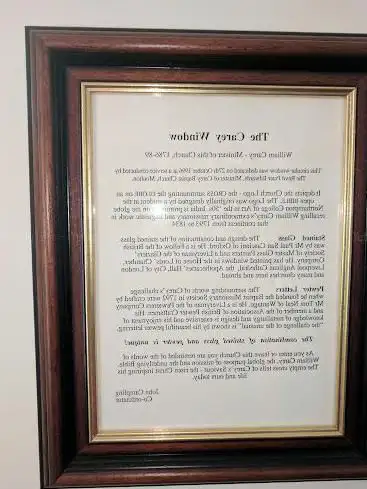 The Carey Window
William Carey - Minister of this Church 1785-89
This circular window was dedicated on 27th October 1996 at a service conducted by
The Revd Peter Edwards, Minister of Carey Baptist Church, Moulton.
It depicts the Church Logo - the CROSS surmounting the GLOBE on an
open BIBLE. The Logo was originally designed by a student at the
Northampton College of Art in the '90s. India is prominent on the globe
recalling William Carey's extraordinary missionary and linguistic work in
that continent from 1793 to 1834.
Stained Glass The design and construction of the stained glass
was by Mr Paul San Casciani of Oxford. He is a Fellow of the British
Society of Master Glass Painters and a Liveryman of the Glaziers'
Company. He has painted windows in the House of Lords' Chamber,
Liverpool Anglican Cathedral, the Apothecaries' Hall, City of London
and many churches here and abroad.
Pewter Letters The surrounding words of Carey's challenge
when he founded the Baptist Ministry Society in 1792 were crafted by
Mr Tom Neal of Warping. He is a Liveryman of the Pewterers Company
and a member of the Association of British Pewter Craftsmen. His
knowledge of metallurgy and design is extensive and his enjoyment of
"the challenge of the unusual" is shown by his beautiful pewter lettering.
The combination of stained glass and pewter is unique!
As you enter or leave this Church you are reminded of the words of
William Carey, the global purpose of mission and the underlying Bible.
The empty cross tells of Carey's Saviour - the risen Christ inspiring his
life and ours today.
John Campling
Co-ordinator